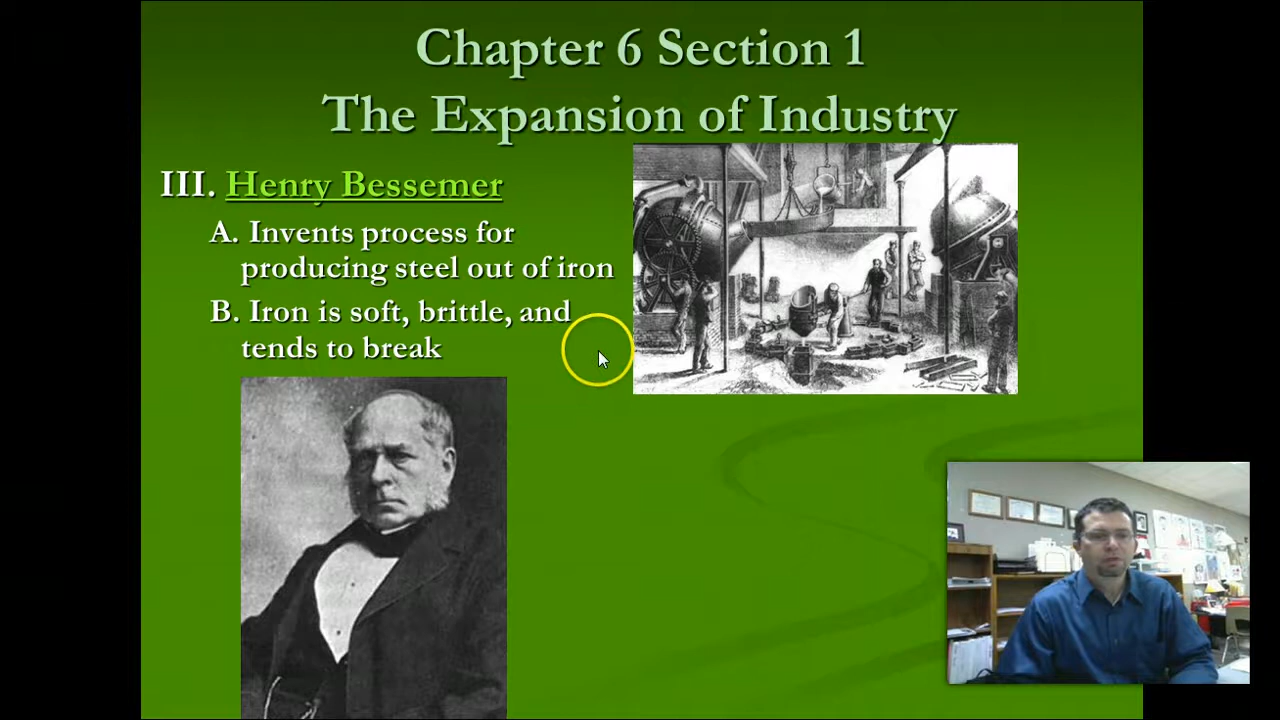 Chapter 6 Section 1
The Expansion of Industry
III. Henry Bessemer
A. Invents process for
producing steel out of iron
B. Iron is soft, brittle, and
tends to break